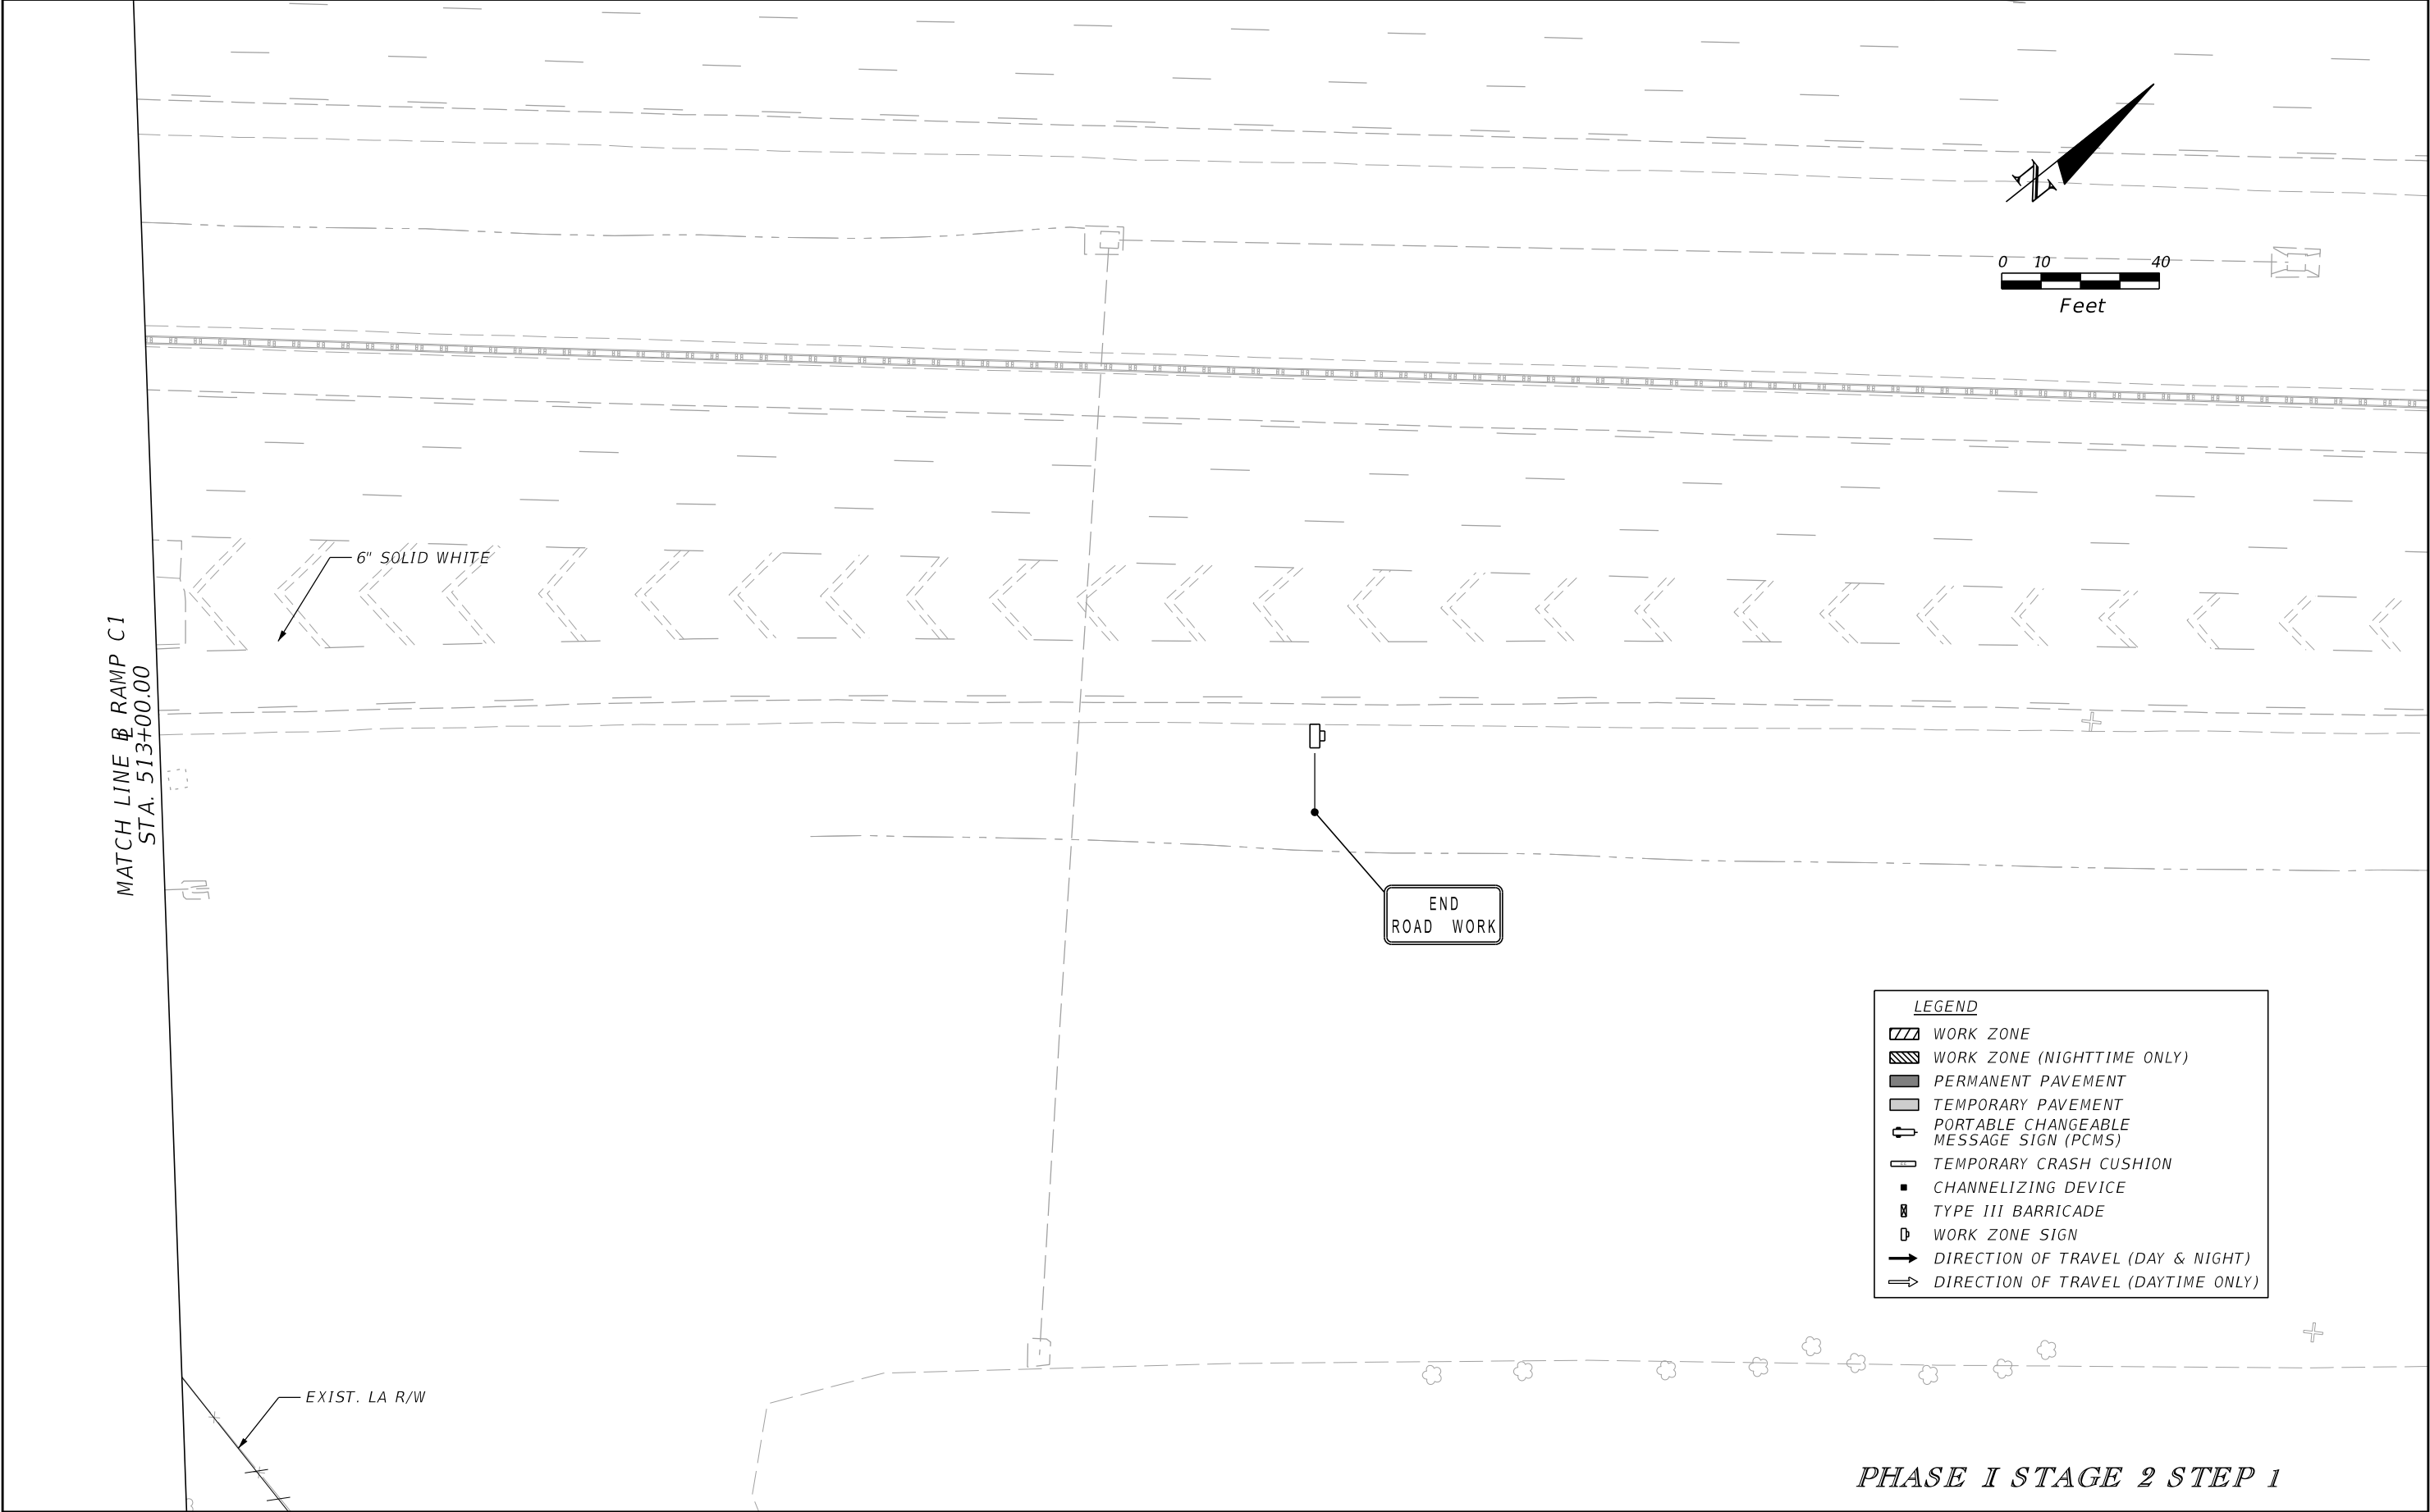 0 10 40
Feet
6" SOLID WHITE
MATCH LINE B RAMP C1
STA. 513+00.00
END
ROAD WORK
LEGEND
WORK ZONE
WORK ZONE (NIGHTTIME ONLY)
PERMANENT PAVEMENT
TEMPORARY PAVEMENT
PORTABLE CHANGEABLE
MESSAGE SIGN (PCMS)
TEMPORARY CRASH CUSHION
CHANNELIZING DEVICE
TYPE III BARRICADE
WORK ZONE SIGN
DIRECTION OF TRAVEL (DAY & NIGHT)
DIRECTION OF TRAVEL (DAYTIME ONLY)
EXIST. LA R/W
PHASE I STAGE 2 STEP 1
N